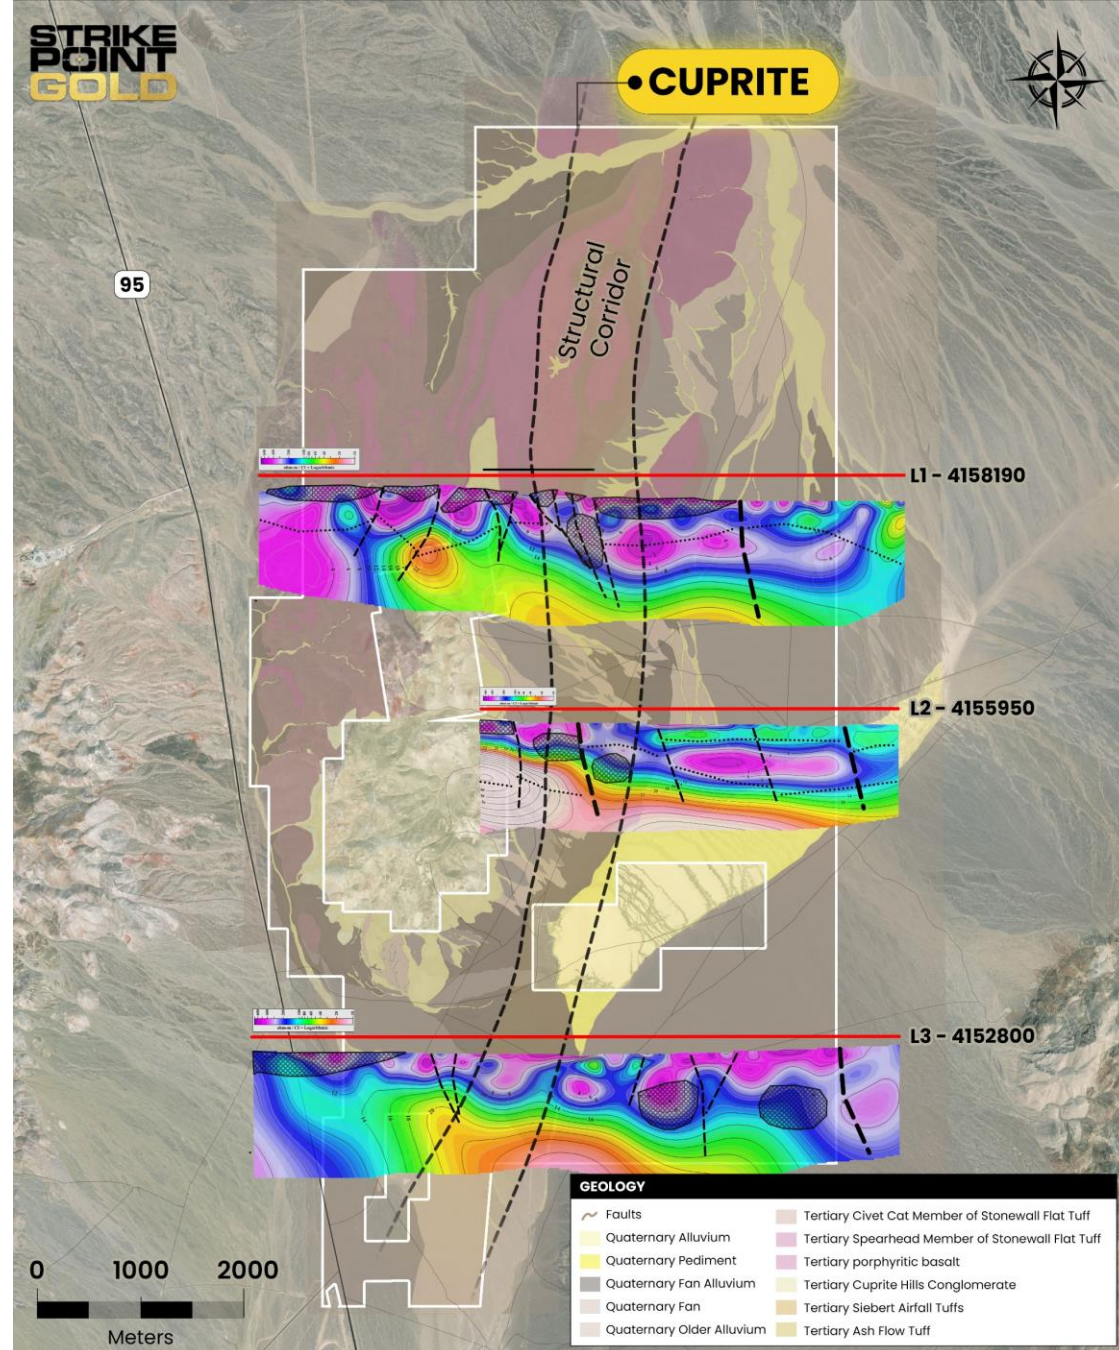 STRIKE
POINT
GOLD
CUPRITE
95
Structural
Corridor
L1 - 4158190
L2 - 4155950
L3 - 4152800
0 1000 2000
Meters
GEOLOGY
Faults
Quaternary Alluvium
Quaternary Pediment
Quaternary Fan Alluvium
Quaternary Fan
Quaternary Older Alluvium
Tertiary Civet Cat Member of Stonewall Flat Tuff
Tertiary Spearhead Member of Stonewall Flat Tuff
Tertiary porphyritic basalt
Tertiary Cuprite Hills Conglomerate
Tertiary Siebert Airfall Tuffs
Tertiary Ash Flow Tuff